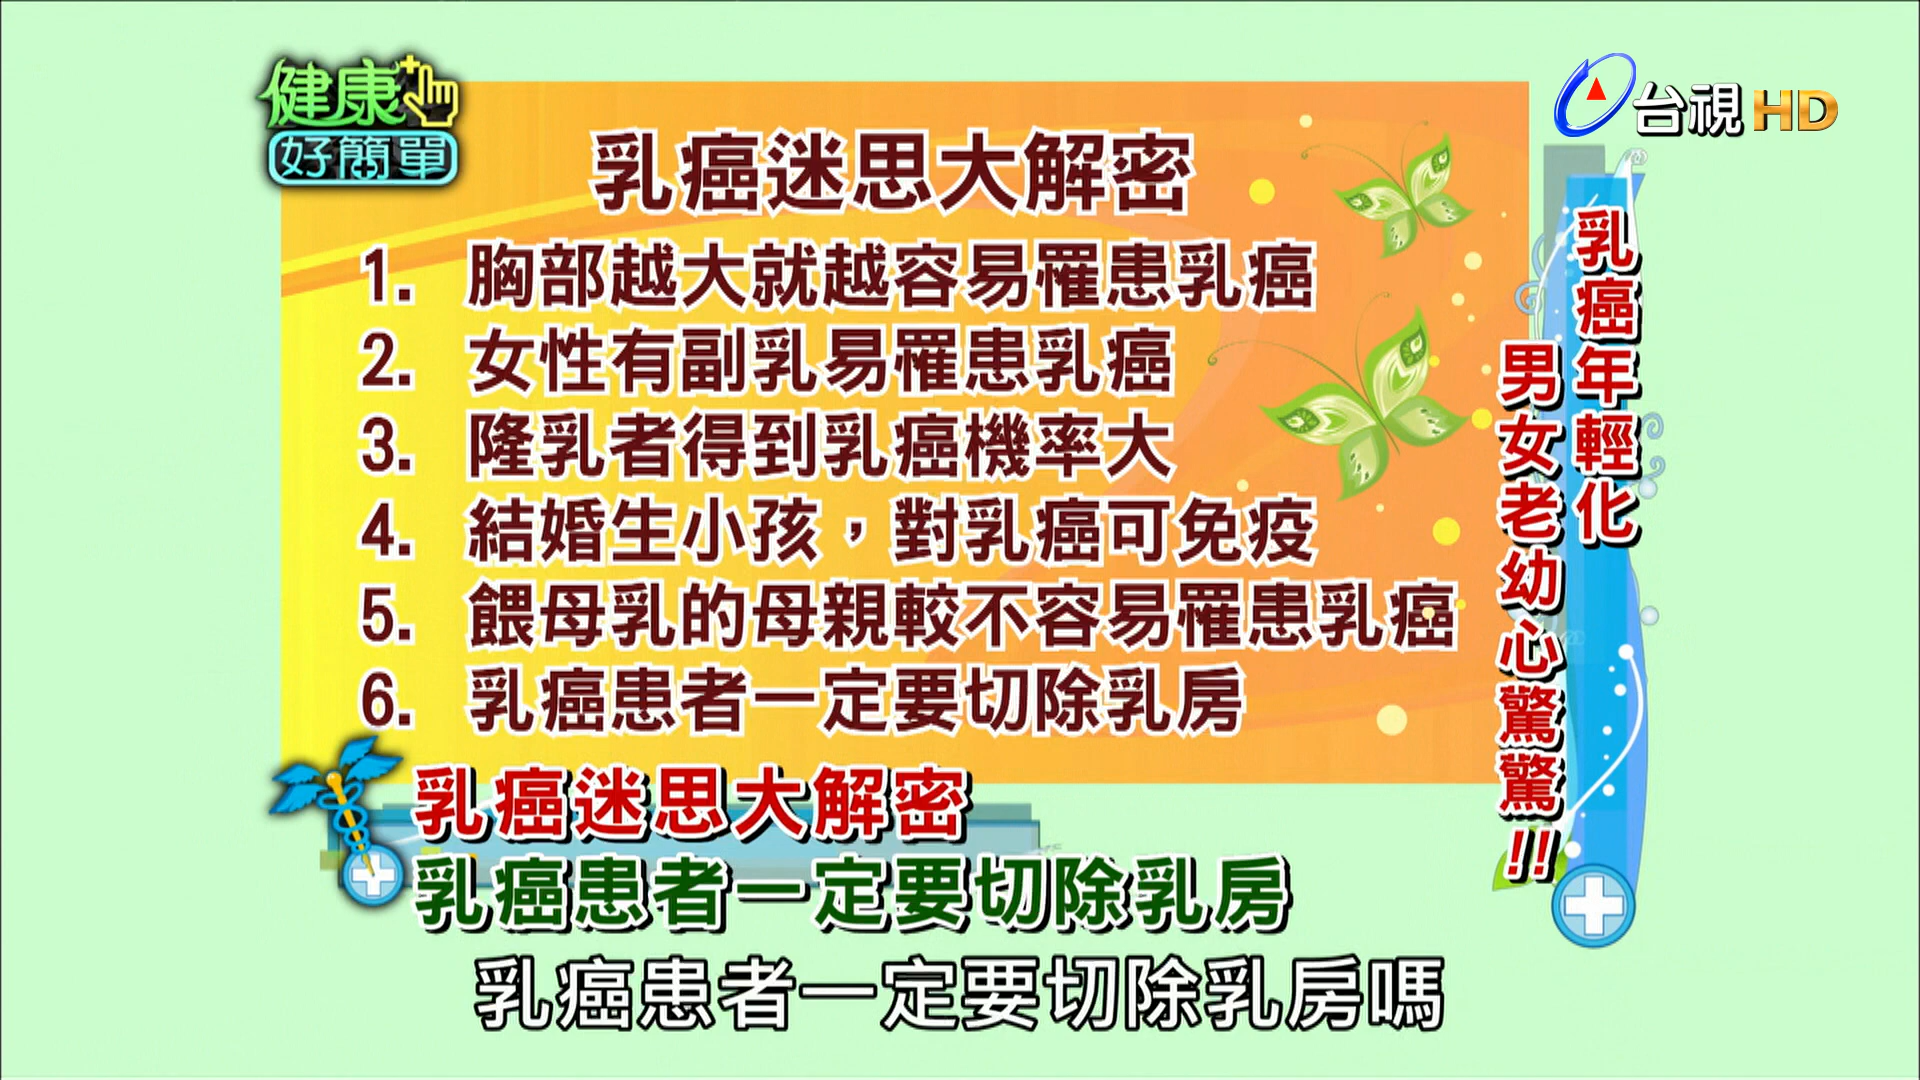 健康
好簡單
台視HD
乳癌迷思大解密
1. 胸部越大就越容易罹患乳癌
2. 女性有副乳易罹患乳癌
3. 隆乳者得到乳癌機率大
4. 結婚生小孩，對乳癌可免疫
5. 餵母乳的母親較不容易罹患乳癌
6. 乳癌患者一定要切除乳房
乳癌年輕化
男女老幼心驚驚!!
乳癌迷思大解密
乳癌患者一定要切除乳房
乳癌患者一定要切除乳房嗎